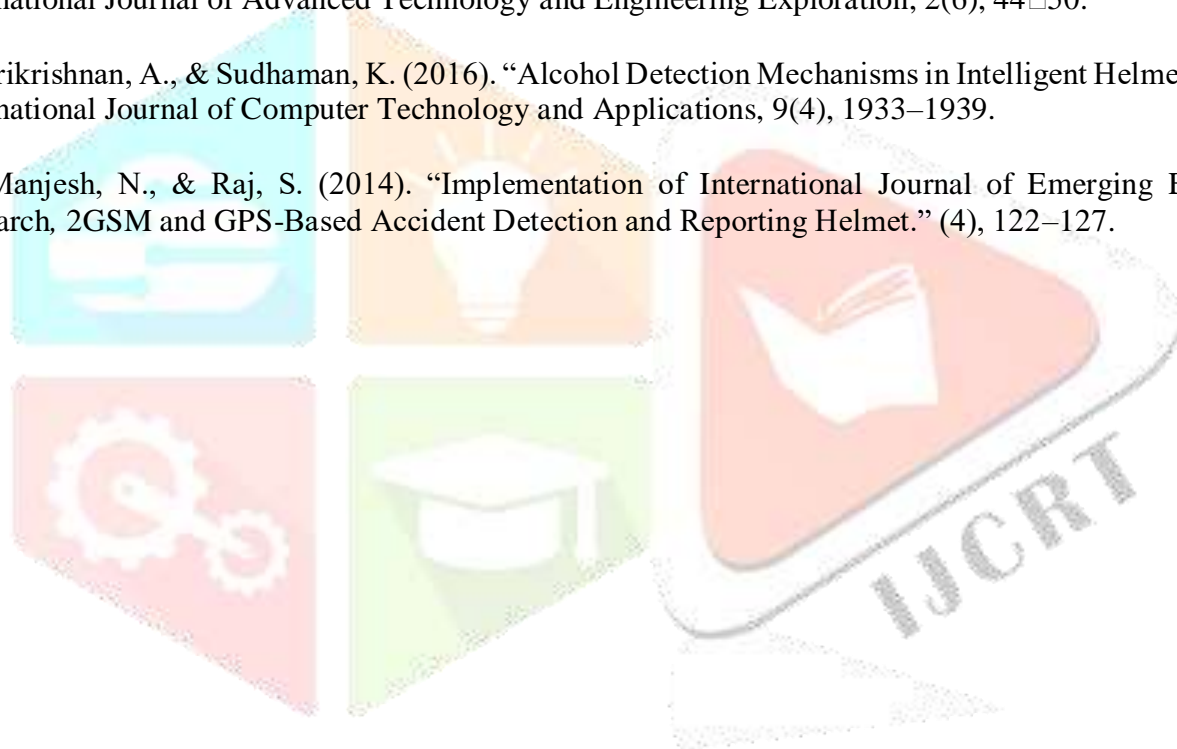 national Journal of Advanced Technology and Engineering Exploration, 2(6), 44□50.
rikrishnan, A., & Sudhaman, K. (2016). “Alcohol Detection Mechanisms in Intelligent Helme
national Journal of Computer Technology and Applications, 9(4), 1933–1939.
Manjesh, N., & Raj, S. (2014). “Implementation of International Journal of Emerging E
arch, 2GSM and GPS-Based Accident Detection and Reporting Helmet.” (4), 122–127.
IJCRT